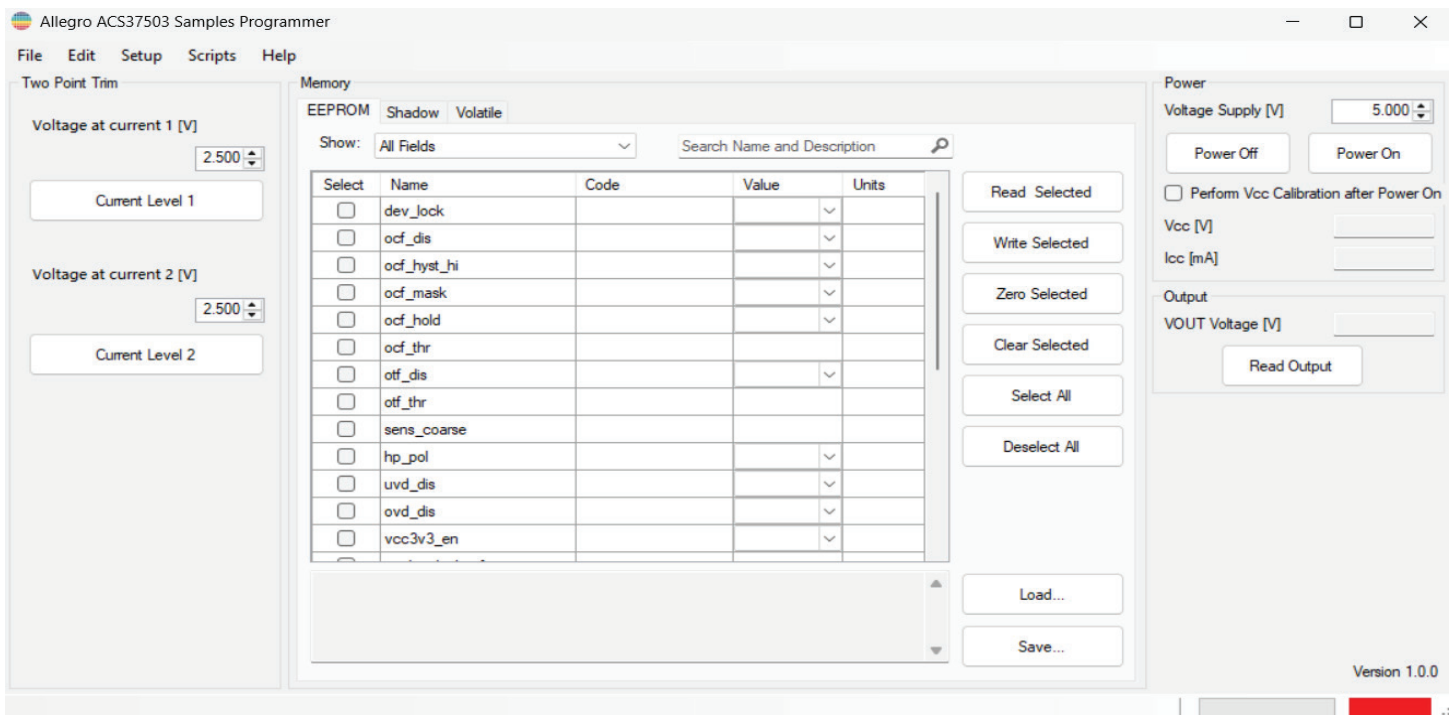 Allegro ACS37503 Samples Programmer
File Edit Setup Scripts Help
Two Point Trim
Voltage at current 1 [V]
2.500
Current Level 1
Voltage at current 2 [V]
2.500
Current Level 2
Memory
EEPROM Shadow Volatile
Show: All Fields Search Name and Description
Select Name Code Value Units
dev_lock
ocf_dis
ocf_hyst_hi
ocf_mask
ocf_hold
ocf_thr
otf_dis
otf_thr
sens_coarse
hp_pol
uvd_dis
ovd_dis
vcc3v3_en
Read Selected
Write Selected
Zero Selected
Clear Selected
Select All
Deselect All
Load...
Save...
Power
Voltage Supply [V] 5.000
Power Off Power On
Perform Vcc Calibration after Power On
Vcc [V]
Icc [mA]
Output
VOUT Voltage [V]
Read Output
Version 1.0.0